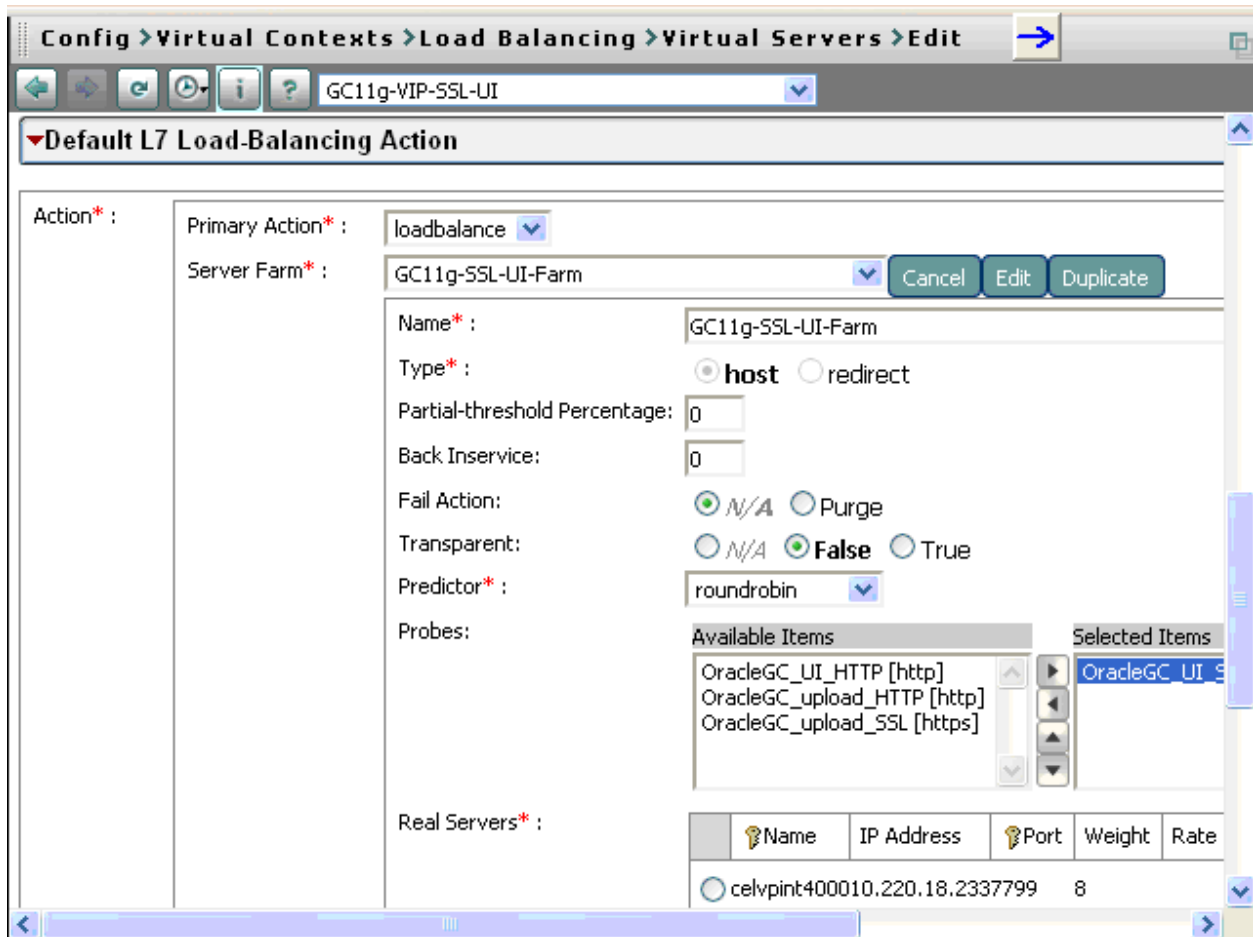 Config >Virtual Contexts >Load Balancing >Virtual Servers >Edit
i ? GC11g-VIP-SSL-UI
Default L7 Load-Balancing Action
Action* :
Primary Action* : loadbalance
Server Farm* : GC11g-SSL-UI-Farm Cancel Edit Duplicate
Name* : GC11g-SSL-UI-Farm
Type* : host redirect
Partial-threshold Percentage: 0
Back Inservice: 0
Fail Action: N/A Purge
Transparent: N/A False True
Predictor* : roundrobin
Probes: Available Items Selected Items
OracleGC_UI_HTTP [http] OracleGC_UI_S
OracleGC_upload_HTTP [http]
OracleGC_upload_SSL [https]
Real Servers* : Name IP Address Port Weight Rate
celvpint400010.220.18.2337799 8